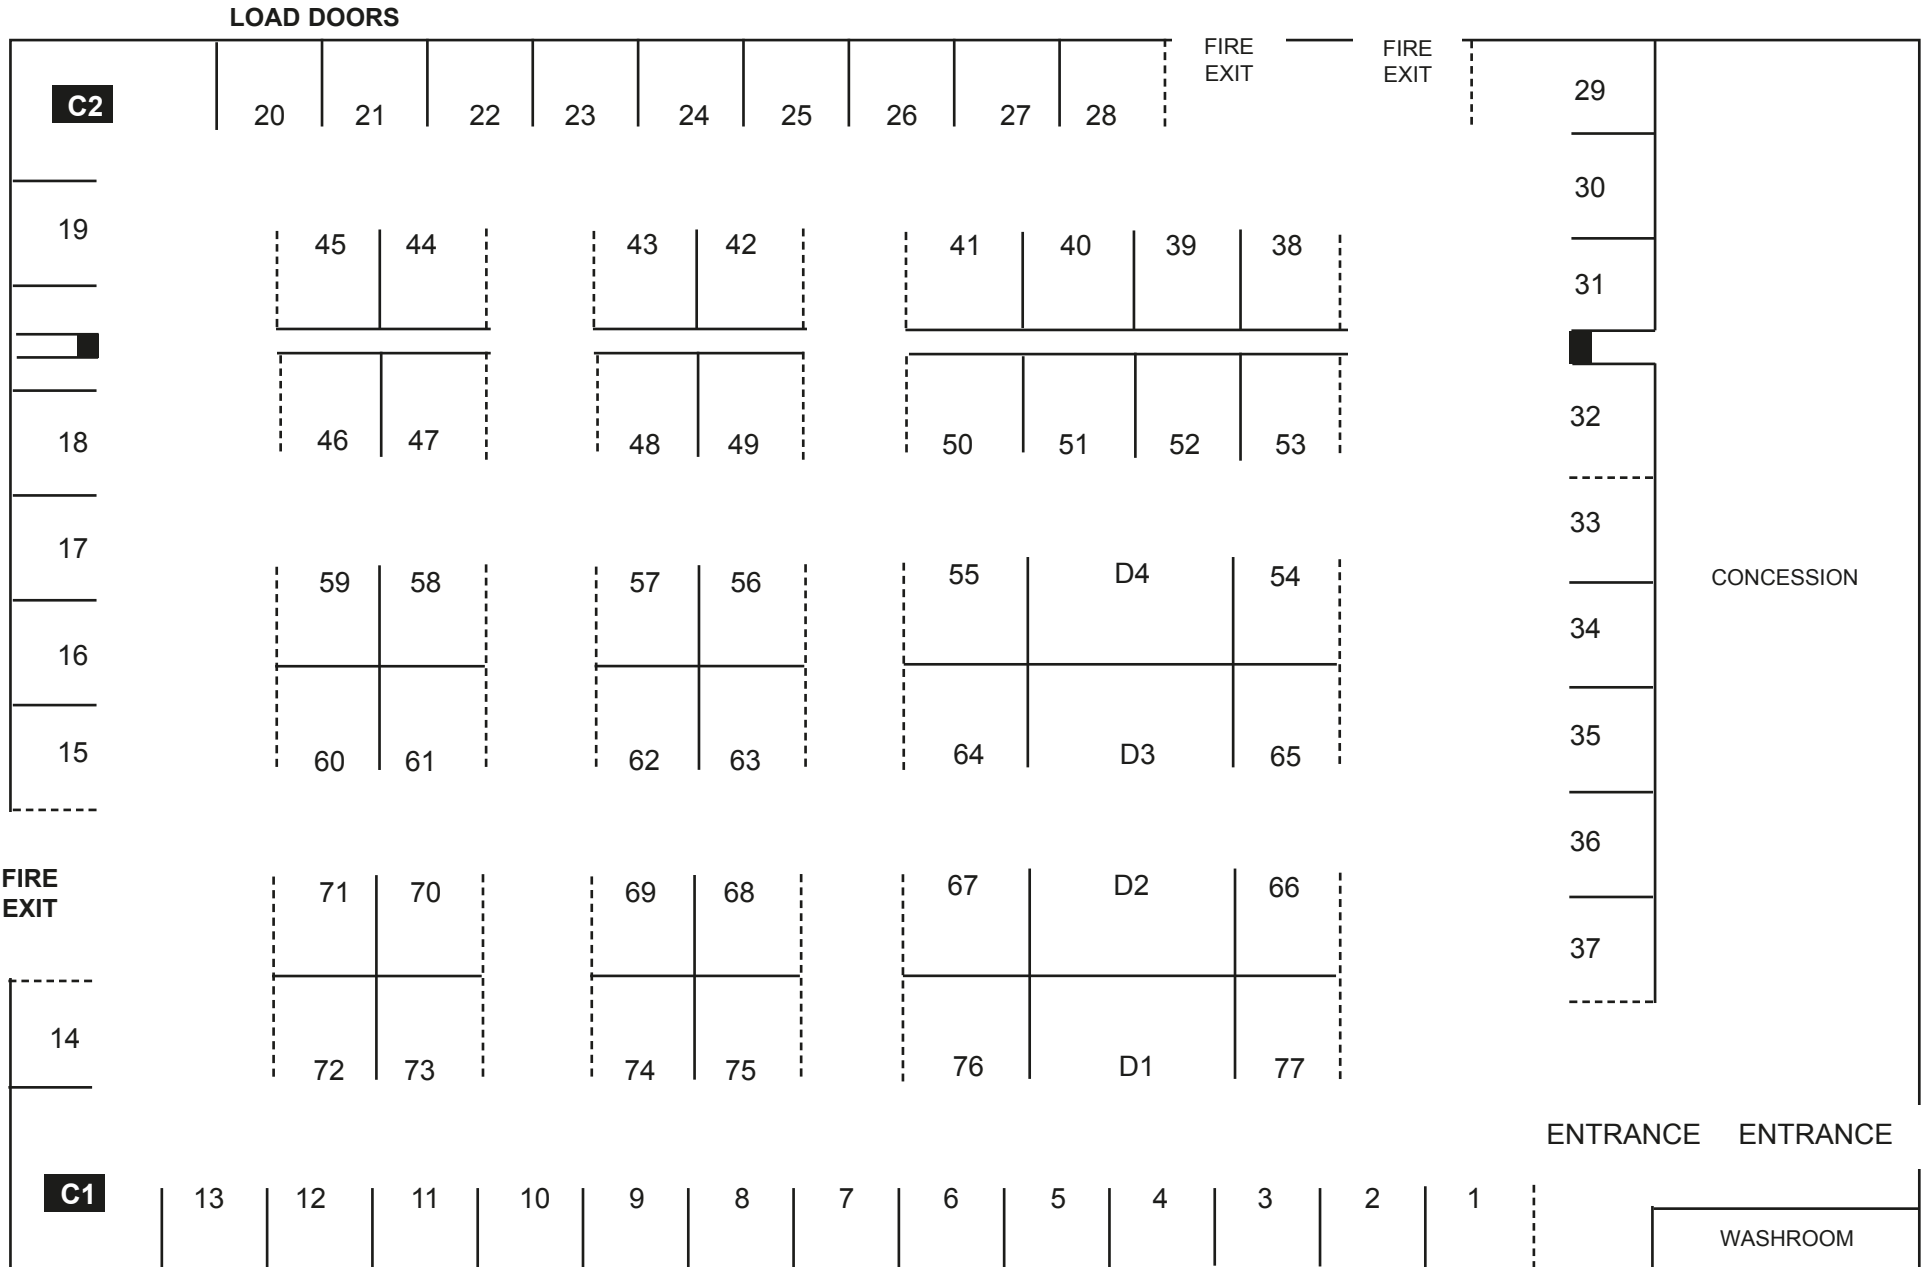 LOAD DOORS
FIRE
EXIT
FIRE
EXIT
C2
20 21 22 23 24 25 26 27 28
29
30
19
45 44 43 42 41 40 39 38
31
32
18
46 47 48 49 50 51 52 53
33
17
59 58 57 56 55 D4 54
CONCESSION
34
16
35
15
60 61 62 63 64 D3 65
36
FIRE
EXIT
71 70 69 68 67 D2 66
37
14
72 73 74 75 76 D1 77
ENTRANCE ENTRANCE
C1
13 12 11 10 9 8 7 6 5 4 3 2 1
WASHROOM